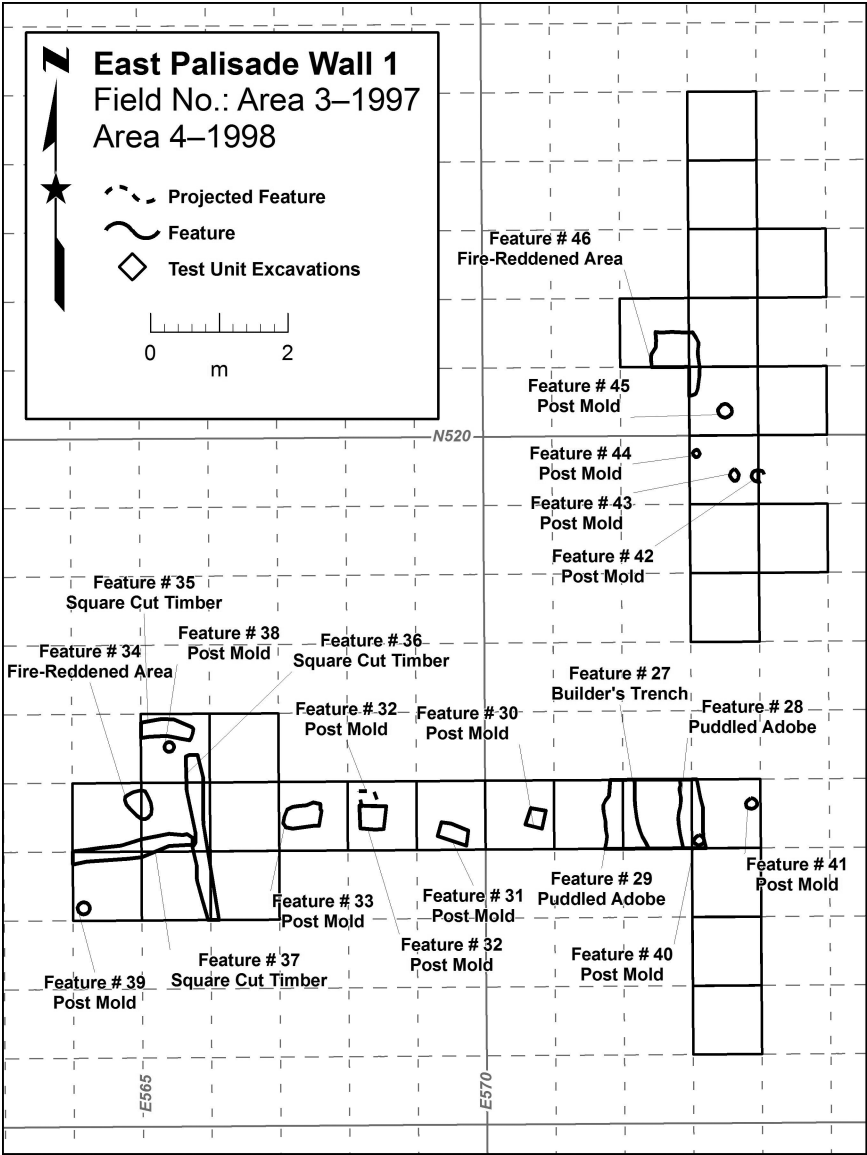 N
East Palisade Wall 1
Field No.: Area 3–1997
Area 4–1998
Projected Feature
Feature
Test Unit Excavations
0 2
m
Feature # 46
Fire-Reddened Area
Feature # 45
Post Mold
N520
Feature # 44
Post Mold
Feature # 43
Post Mold
Feature # 42
Post Mold
Feature # 35
Square Cut Timber
Feature # 38
Post Mold
Feature # 36
Square Cut Timber
Feature # 34
Fire-Reddened Area
Feature # 32
Post Mold
Feature # 30
Post Mold
Feature # 27
Builder's Trench
Feature # 28
Puddled Adobe
Feature # 41
Post Mold
Feature # 29
Puddled Adobe
Feature # 33
Post Mold
Feature # 31
Post Mold
Feature # 32
Post Mold
Feature # 40
Post Mold
Feature # 37
Square Cut Timber
Feature # 39
Post Mold
E565
E570